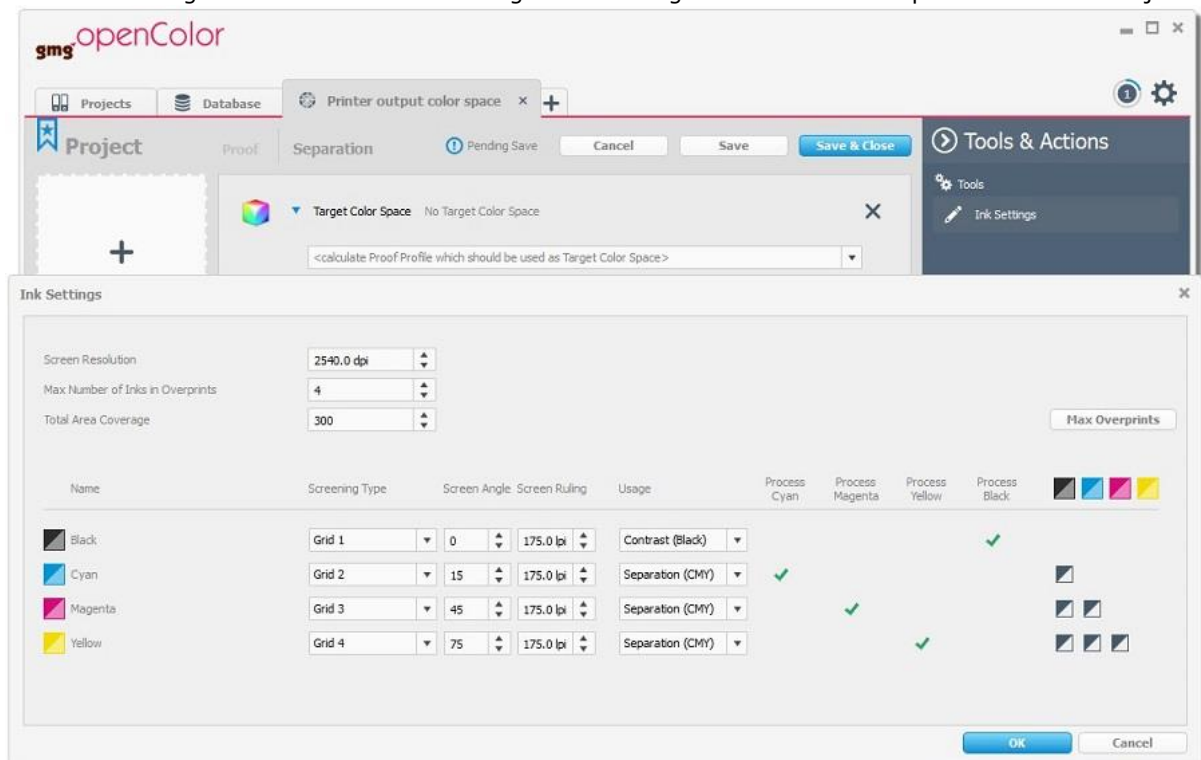 gmg openColor
Projects Database Printer output color space × +
1
Project Proof Separation Pending Save Cancel Save Save & Close Tools & Actions
Tools
Target Color Space No Target Color Space Ink Settings
<calculate Proof Profile which should be used as Target Color Space>
Ink Settings
Screen Resolution 2540.0 dpi
Max Number of Inks in Overprints 4
Total Area Coverage 300 Max Overprints
Name Screening Type Screen Angle Screen Ruling Usage Process Cyan Process Magenta Process Yellow Process Black
Black Grid 1 0 175.0 lpi Contrast (Black)
Cyan Grid 2 15 175.0 lpi Separation (CMY)
Magenta Grid 3 45 175.0 lpi Separation (CMY)
Yellow Grid 4 75 175.0 lpi Separation (CMY)
OK Cancel